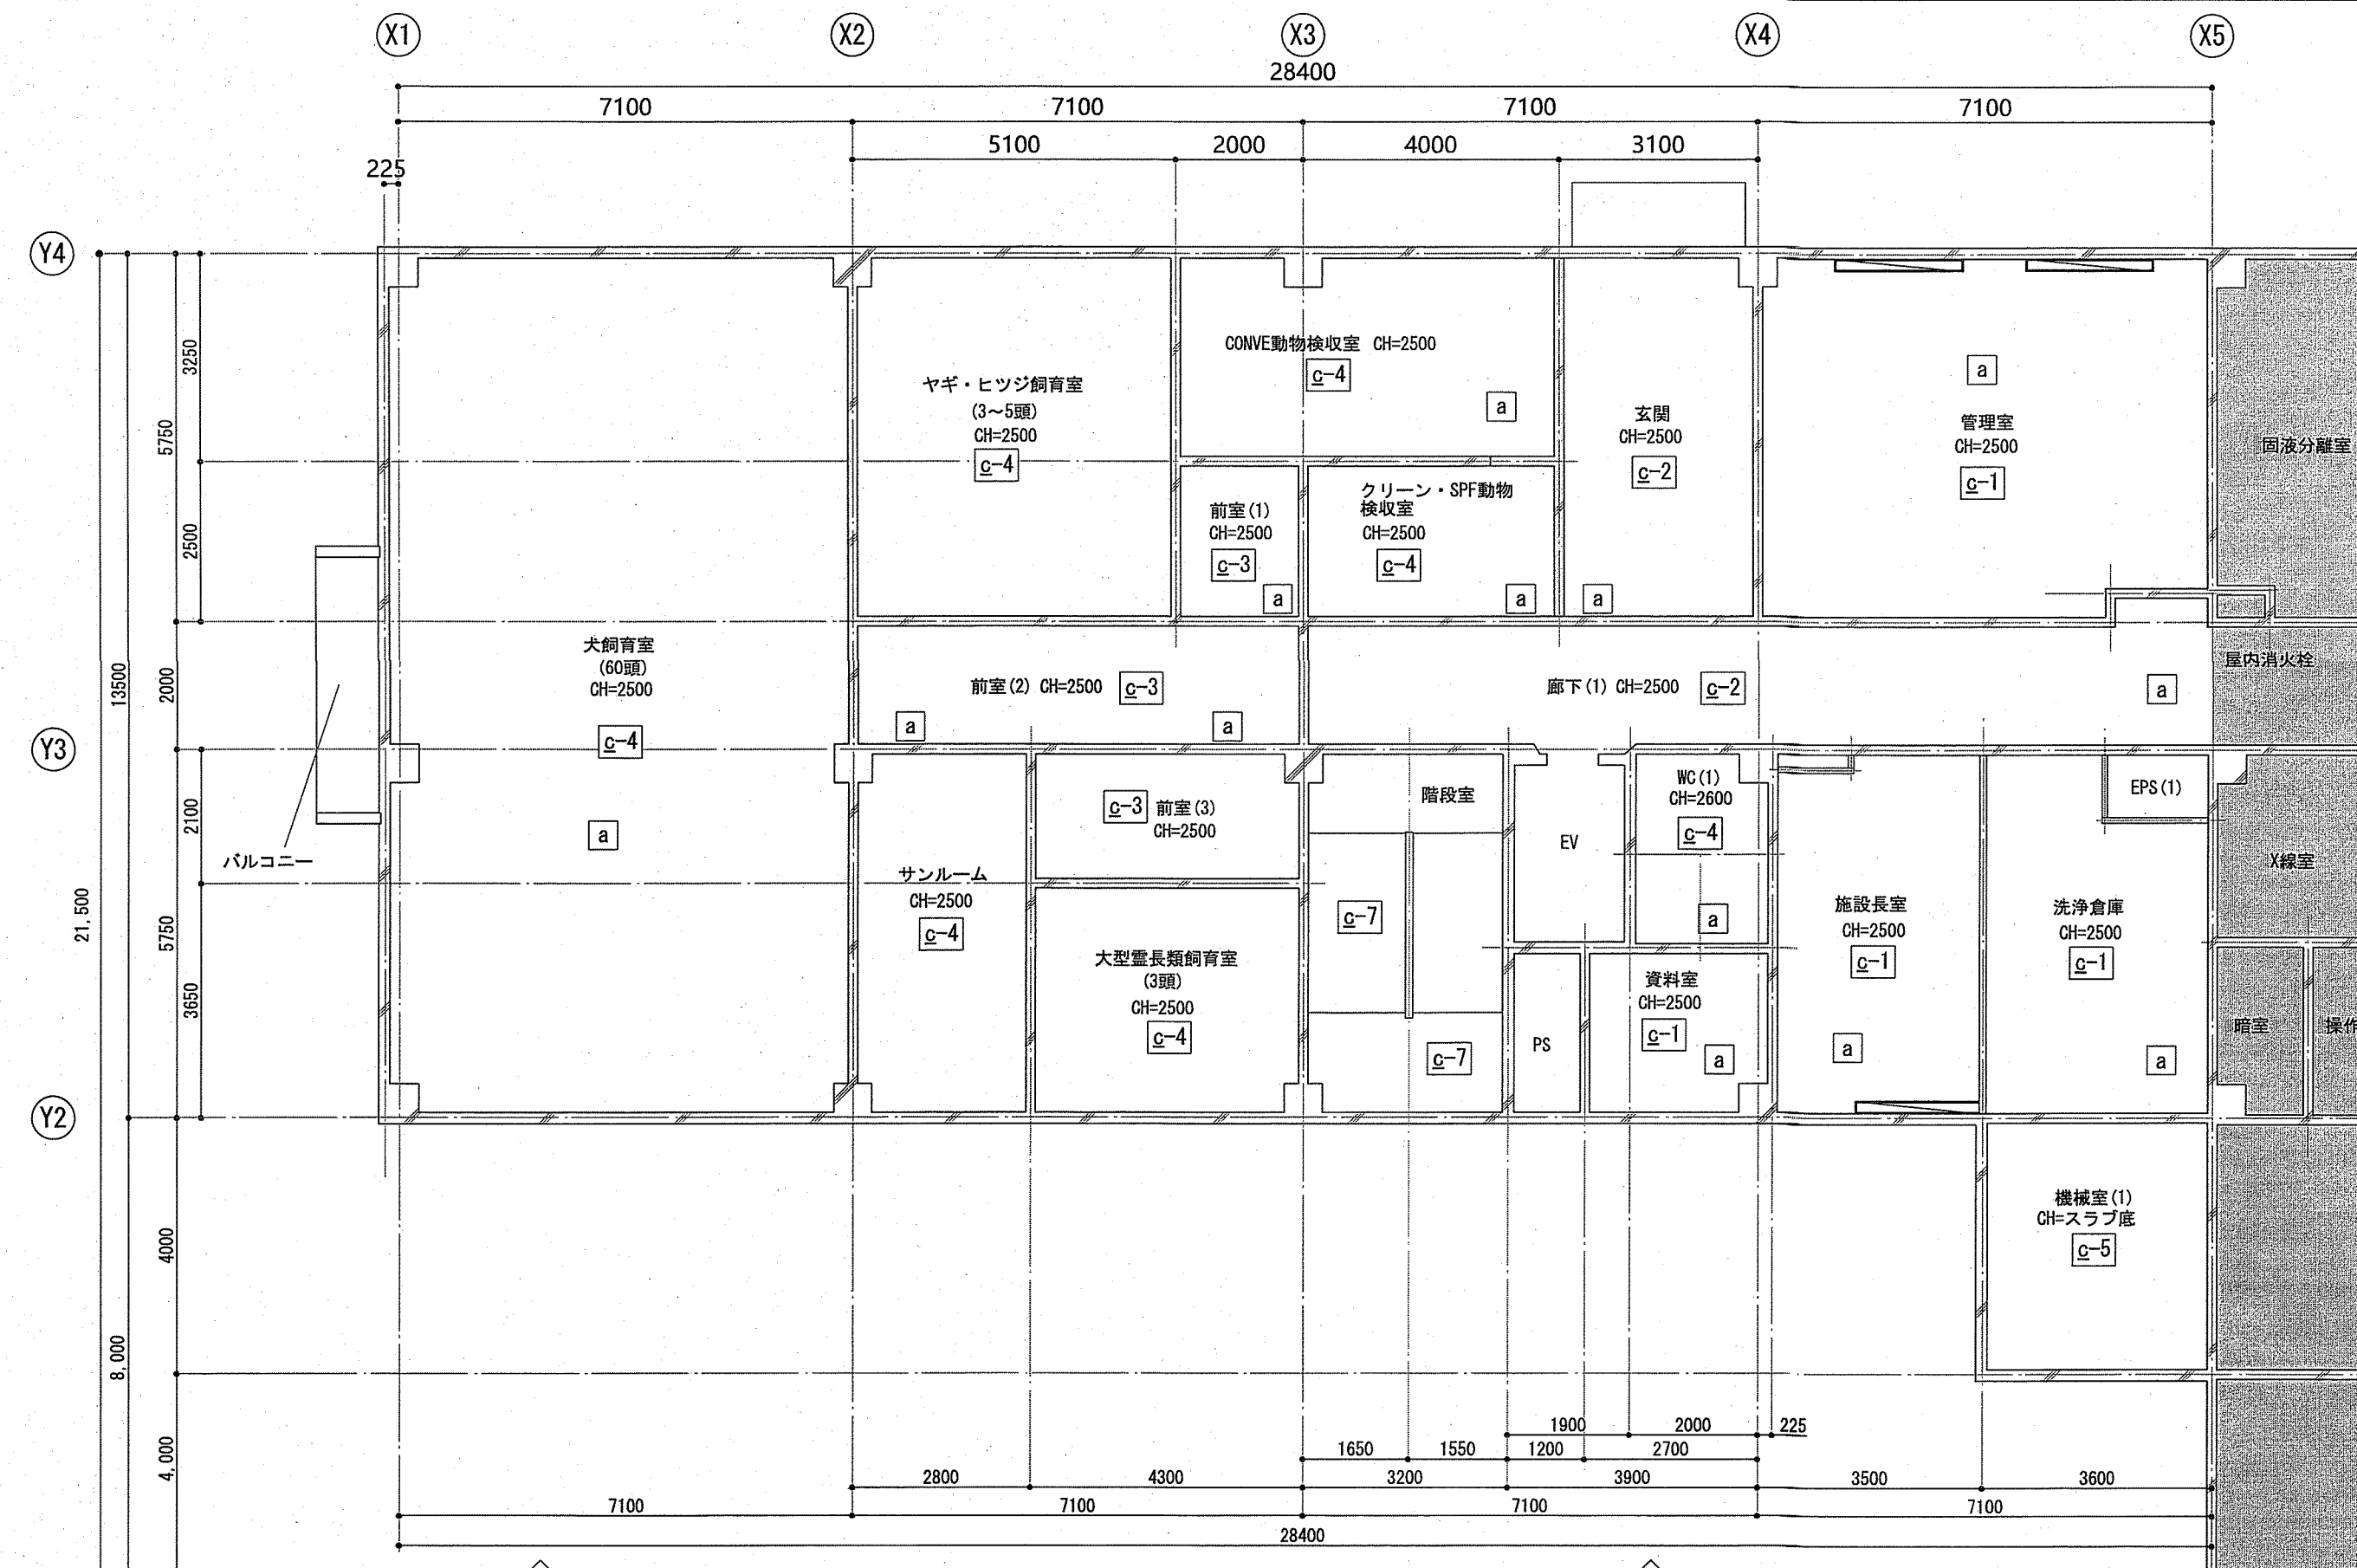 X1
X2
X3
X4
X5
28400
7100
7100
7100
7100
5100
2000
4000
3100
225
Y4
3250
5750
CONVE動物検収室 CH=2500
c-4
a
ヤギ・ヒツジ飼育室
(3～5頭)
CH=2500
c-4
玄関
CH=2500
c-2
a
管理室
CH=2500
c-1
固液分離室
2500
前室(1)
CH=2500
c-3
a
クリーン・SPF動物
検収室
CH=2500
c-4
a
a
犬飼育室
(60頭)
CH=2500
c-4
a
13500
2000
前室(2) CH=2500
c-3
a
a
廊下(1) CH=2500
c-2
a
屋内消火栓
Y3
2100
バルコニー
c-3
前室(3)
CH=2500
階段室
EV
WC(1)
CH=2600
c-4
a
EPS(1)
X線室
サンルーム
CH=2500
c-4
c-7
施設長室
CH=2500
c-1
a
洗浄倉庫
CH=2500
c-1
a
21,500
5750
3650
大型霊長類飼育室
(3頭)
CH=2500
c-4
c-7
PS
資料室
CH=2500
c-1
a
暗室
操作
Y2
機械室(1)
CH=スラブ底
c-5
4000
8,000
4,000
1900
2000
225
1650
1550
1200
2700
2800
4300
3200
3900
3500
3600
7100
7100
7100
7100
28400